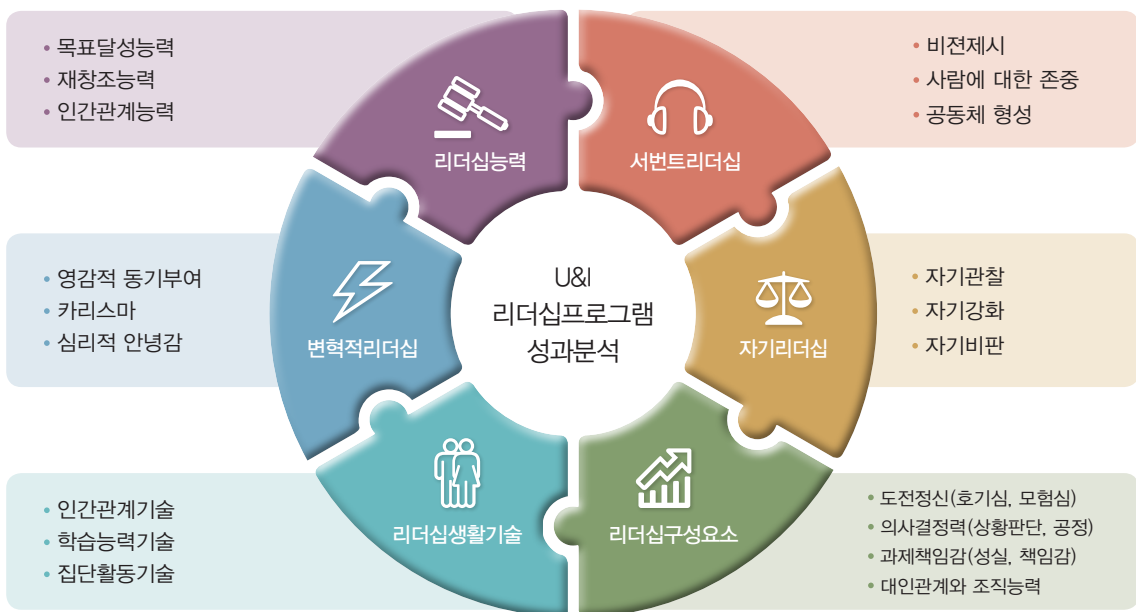 • 목표달성능력
• 재창조능력
• 인간관계능력
리더십능력
• 비젼제시
• 사람에 대한 존중
• 공동체 형성
서번트리더십
• 영감적 동기부여
• 카리스마
• 심리적 안녕감
변혁적리더십
U&I
리더십프로그램
성과분석
• 자기관찰
• 자기강화
• 자기비판
자기리더십
• 인간관계기술
• 학습능력기술
• 집단활동기술
리더십생활기술
리더십구성요소
• 도전정신(호기심, 모험심)
• 의사결정력(상황판단, 공정)
• 과제책임감(성실, 책임감)
• 대인관계와 조직능력